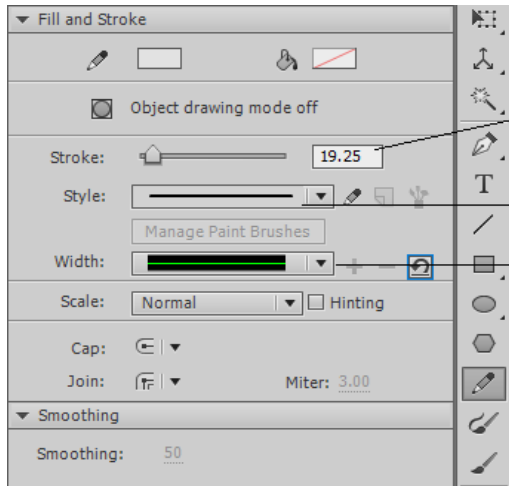 Fill and Stroke
Object drawing mode off
Stroke: 19.25
Style:
Manage Paint Brushes
Width:
Scale: Normal Hinting
Cap:
Join: Miter: 3.00
Smoothing
Smoothing: 50
T